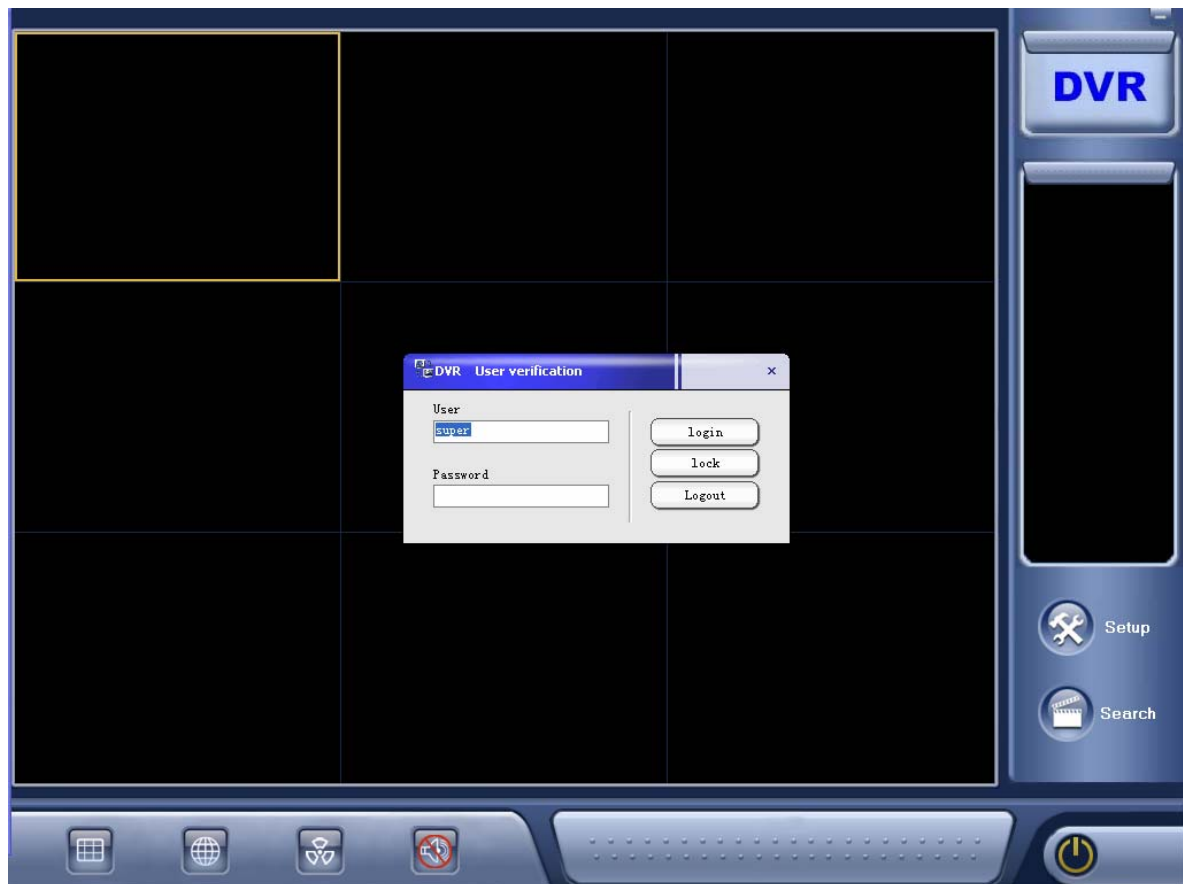 DVR
DVR User verification
×
User
super
login
lock
Password
Logout
Setup
Search